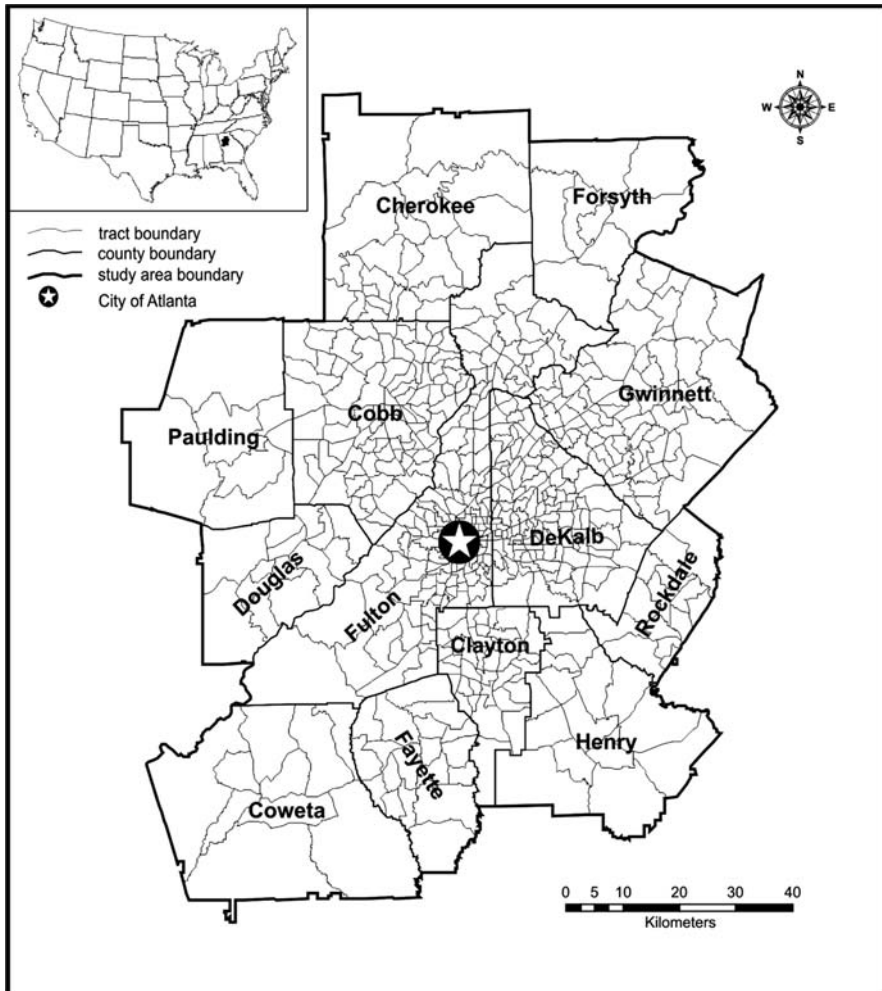 N
W E
S
tract boundary
county boundary
study area boundary
City of Atlanta
Cherokee
Forsyth
Gwinnett
Cobb
Paulding
DeKalb
Douglas
Rockdale
Fulton
Clayton
Henry
Fayette
Coweta
0 5 10 20 30 40
Kilometers